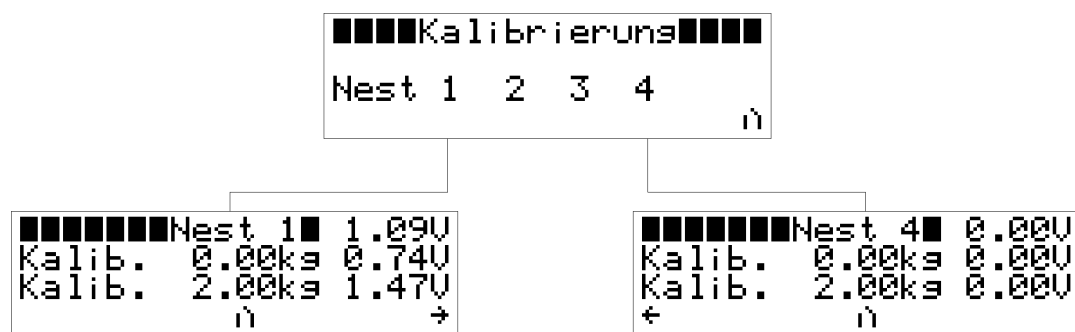 ████Kalibrierung████
Nest 1 2 3 4
ǹ
███████Nest 1█ 1.09V
Kalib. 0.00kg 0.74V
Kalib. 2.00kg 1.47V
ǹ →
███████Nest 4█ 0.00V
Kalib. 0.00kg 0.00V
Kalib. 2.00kg 0.00V
← ǹ